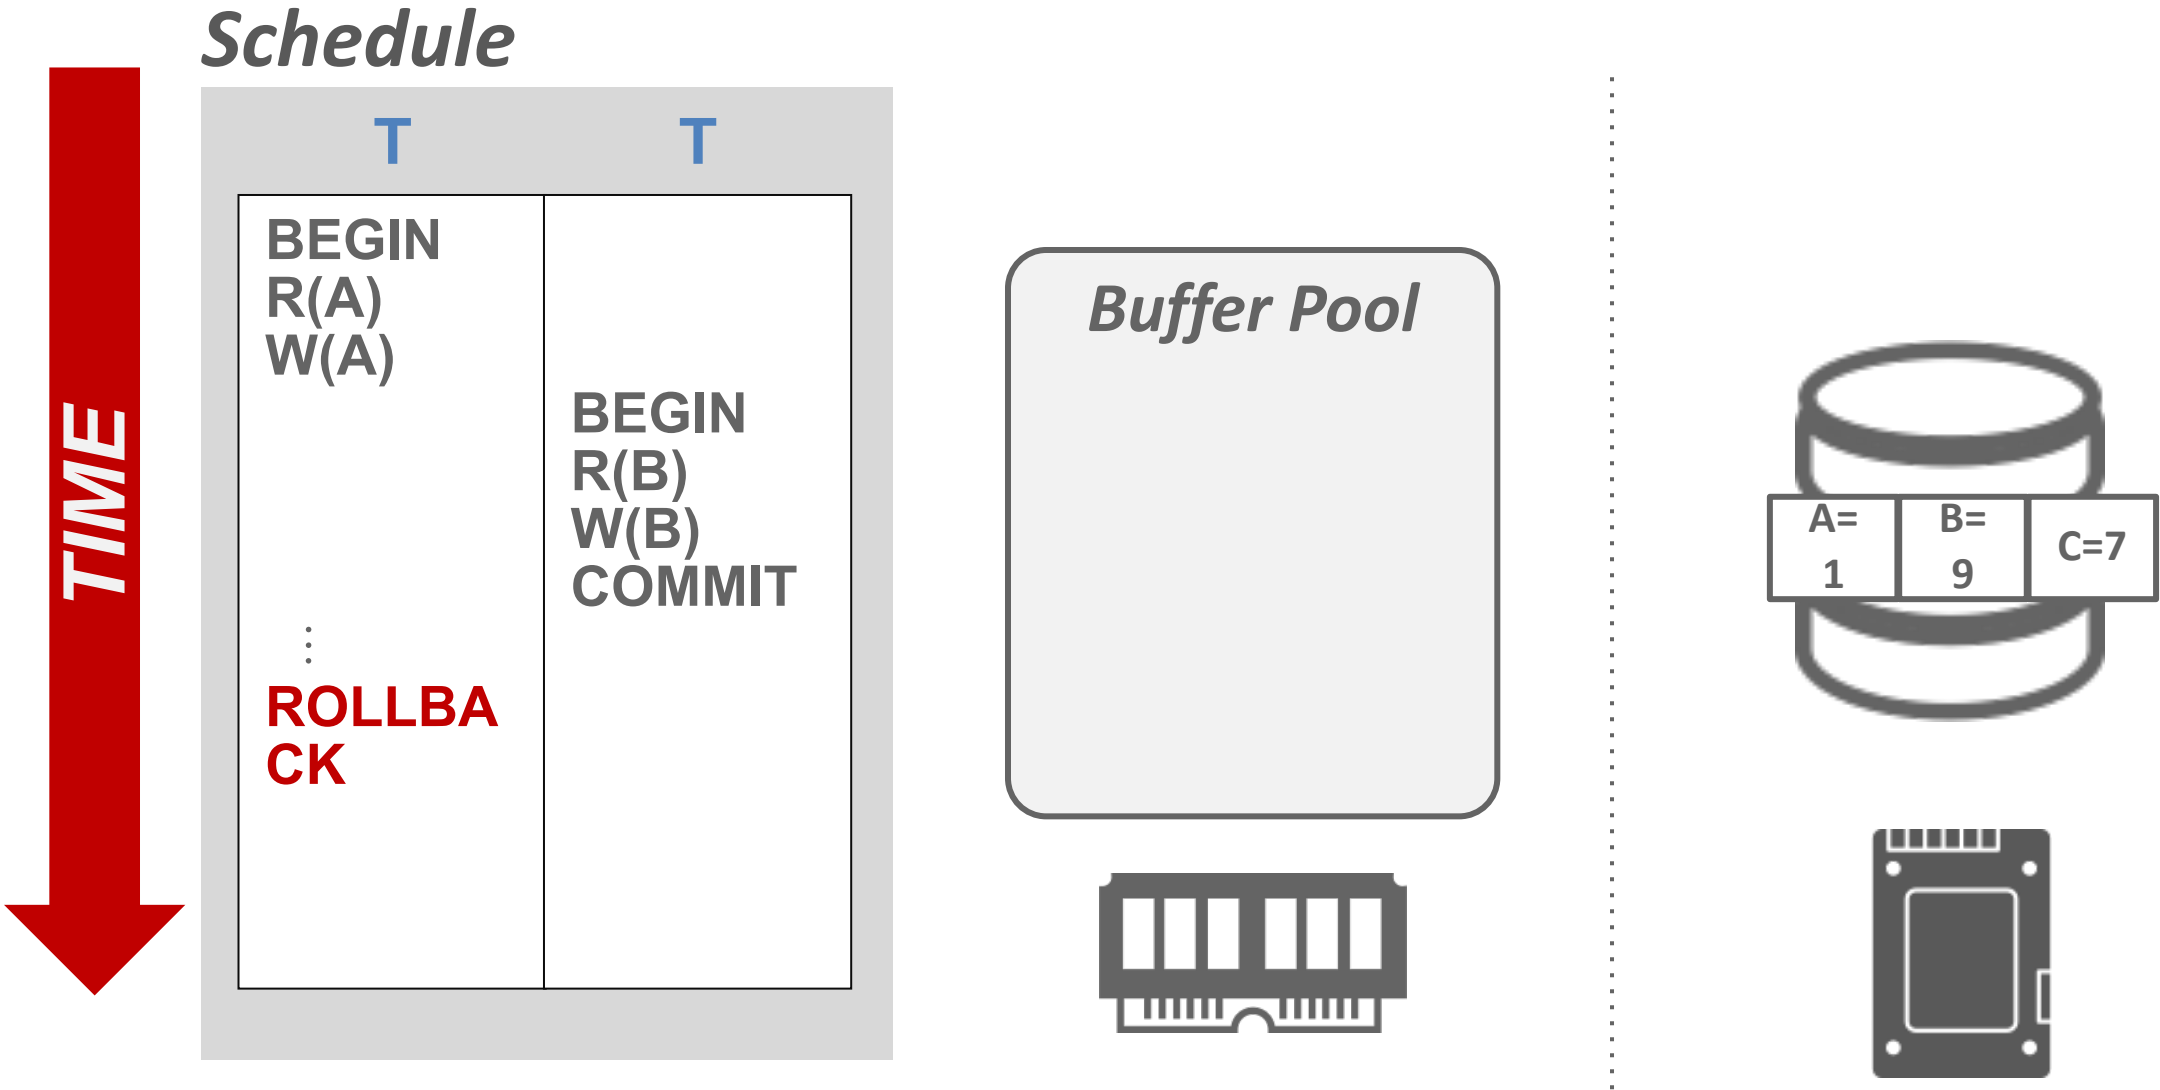 Schedule
T T
BEGIN
R(A)
W(A)
BEGIN
R(B)
W(B)
COMMIT
⋮
ROLLBA
CK
TIME
Buffer Pool
A=
1
B=
9
C=7